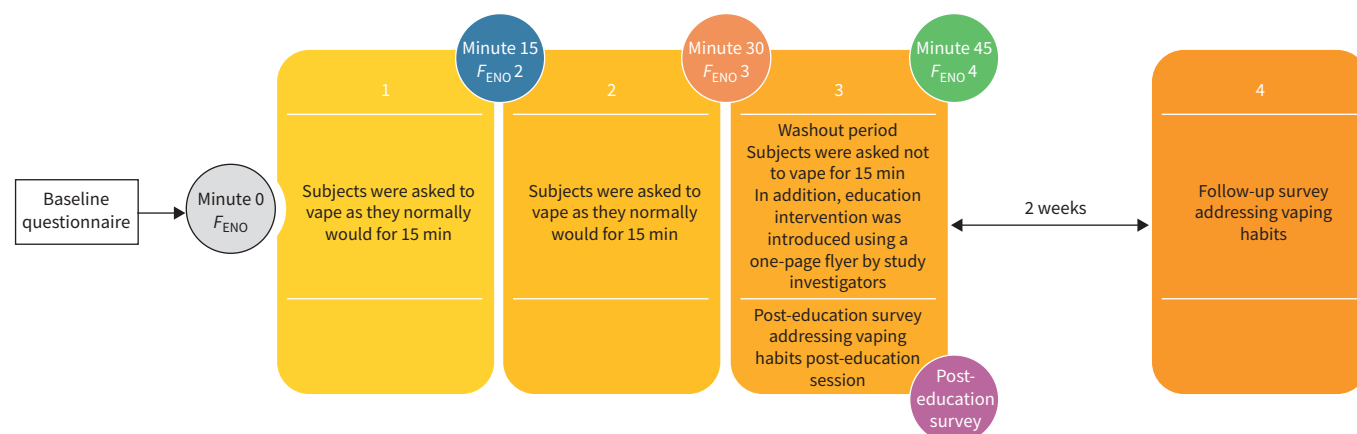 Baseline
questionnaire
Minute 0
FENO
1
Subjects were asked to
vape as they normally
would for 15 min
Minute 15
FENO 2
2
Subjects were asked to
vape as they normally
would for 15 min
Minute 30
FENO 3
3
Washout period
Subjects were asked not
to vape for 15 min
In addition, education
intervention was
introduced using a
one-page flyer by study
investigators
Post-education survey
addressing vaping
habits post-education
session
Minute 45
FENO 4
Post-
education
survey
2 weeks
4
Follow-up survey
addressing vaping
habits